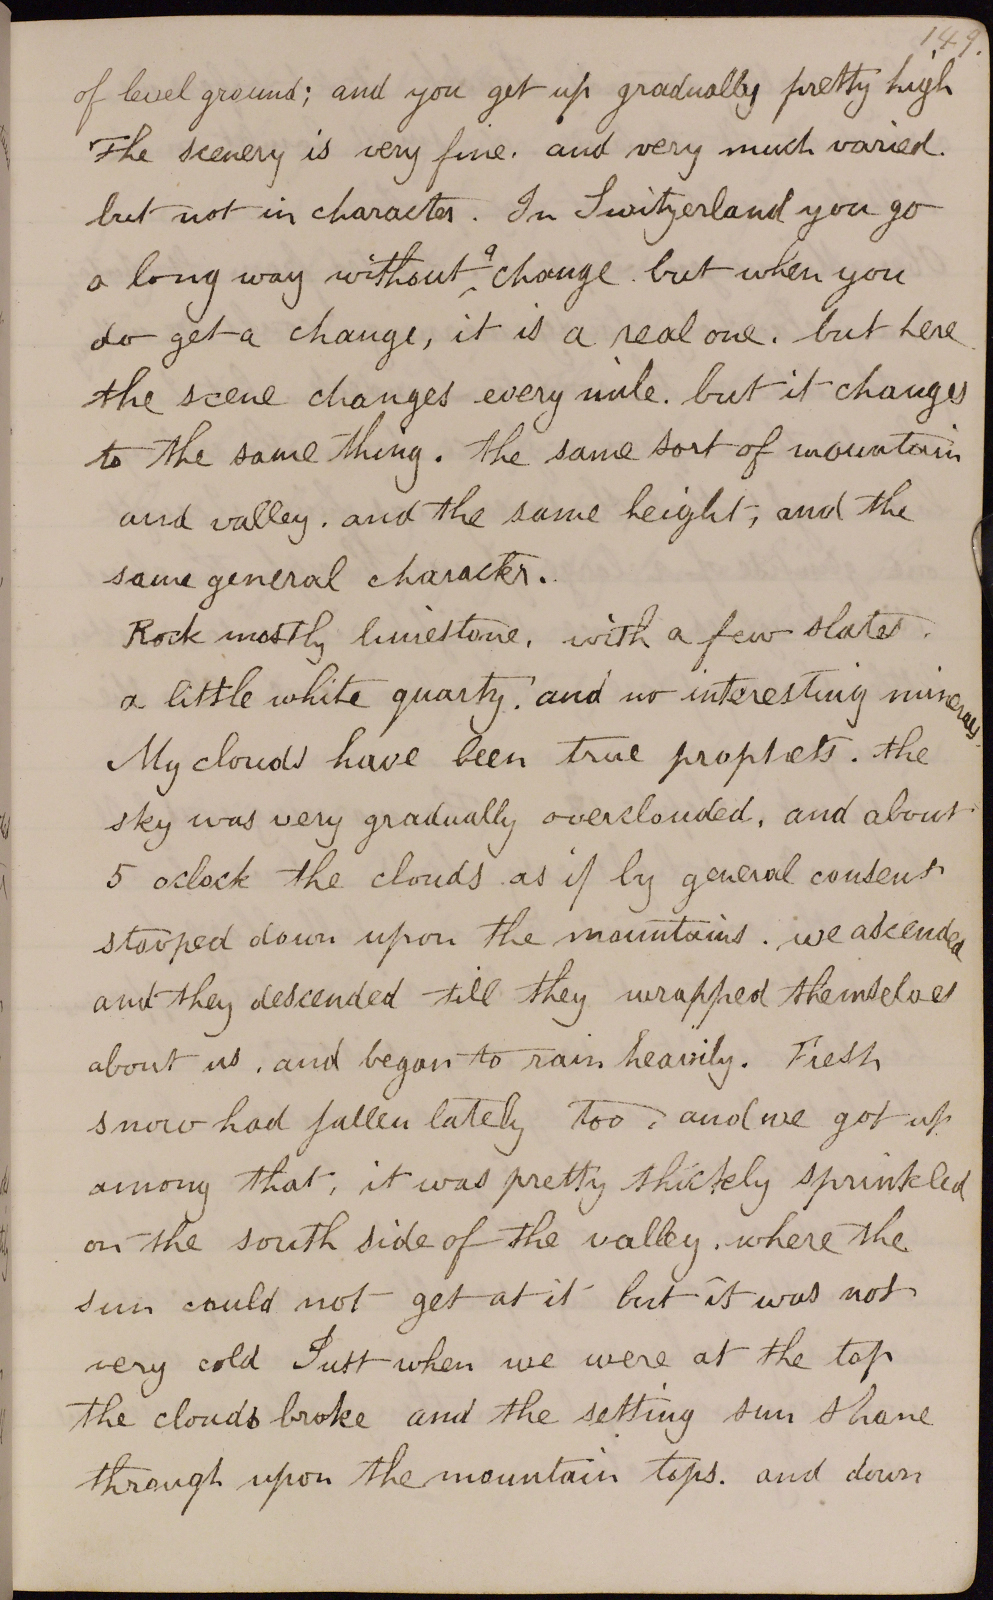 149.
of level ground; and you get up gradually pretty high
The scenery is very fine. and very much varied.
but not in character. In Switzerland you go
a long way without a change. but when you
do get a change, it is a real one. but here
the scene changes every mile. but it changes
to the same thing. the same sort of mountain
and valley. and the same height, and the
same general character.
Rock mostly limestone. with a few slates.
a little white quartz. and no interesting minerals.
My clouds have been true prophets. the
sky was very gradually overclouded, and about
5 oclock the clouds as if by general consent
stooped down upon the mountains. we ascended
and they descended till they wrapped themselves
about us. and began to rain heavily. Fresh
snow had fallen lately too, and we got up
among that, it was pretty thickly sprinkled
on the south side of the valley. where the
sun could not get at it but it was not
very cold Just when we were at the top
the clouds broke and the setting sun shone
through upon the mountain tops. and down